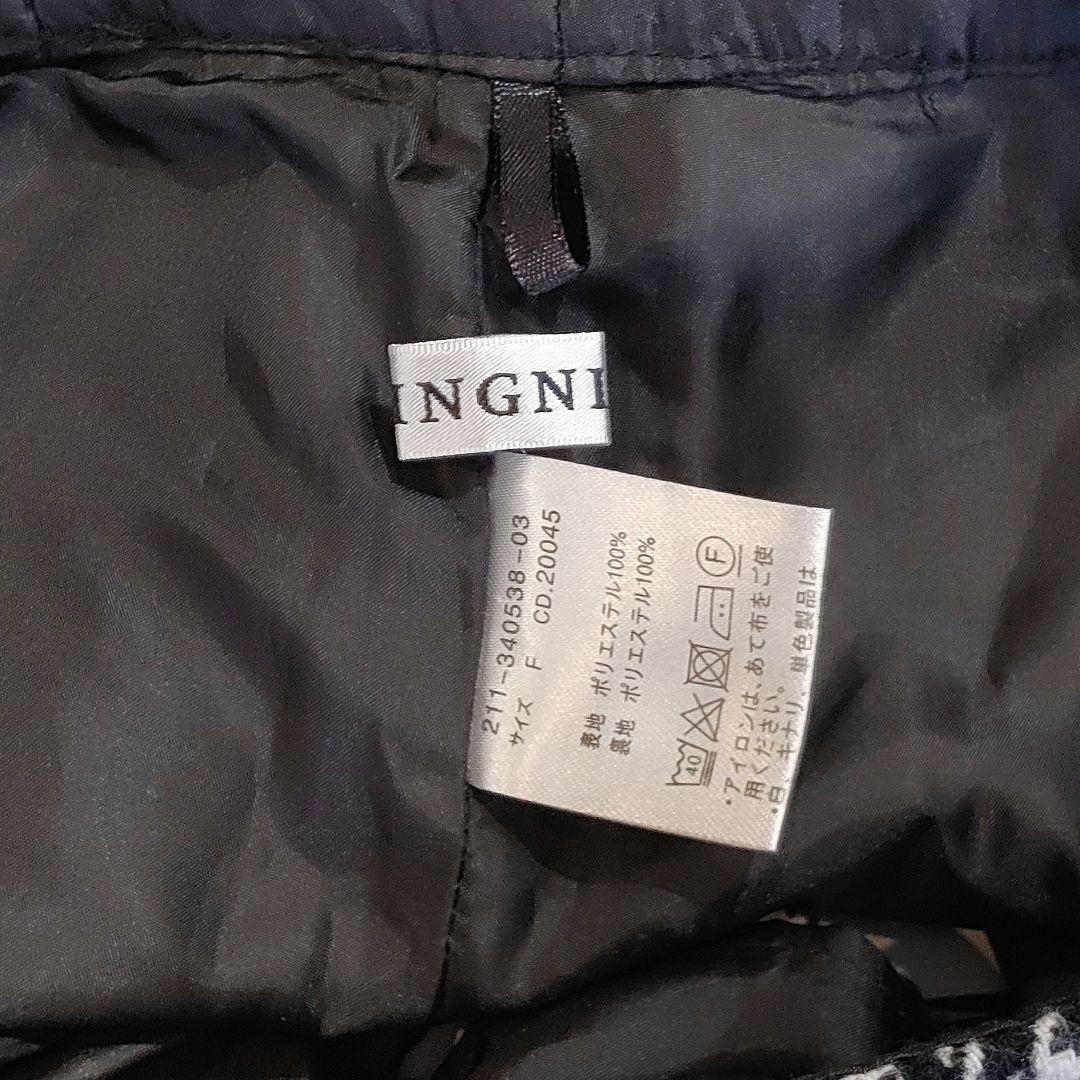 INGNI
211-340538-03
サイズ F CD.20045
表地 ポリエステル100%
裏地 ポリエステル100%
40 F
・アイロンは、あて布をご使
用ください。
・白、キナリ、単色製品は